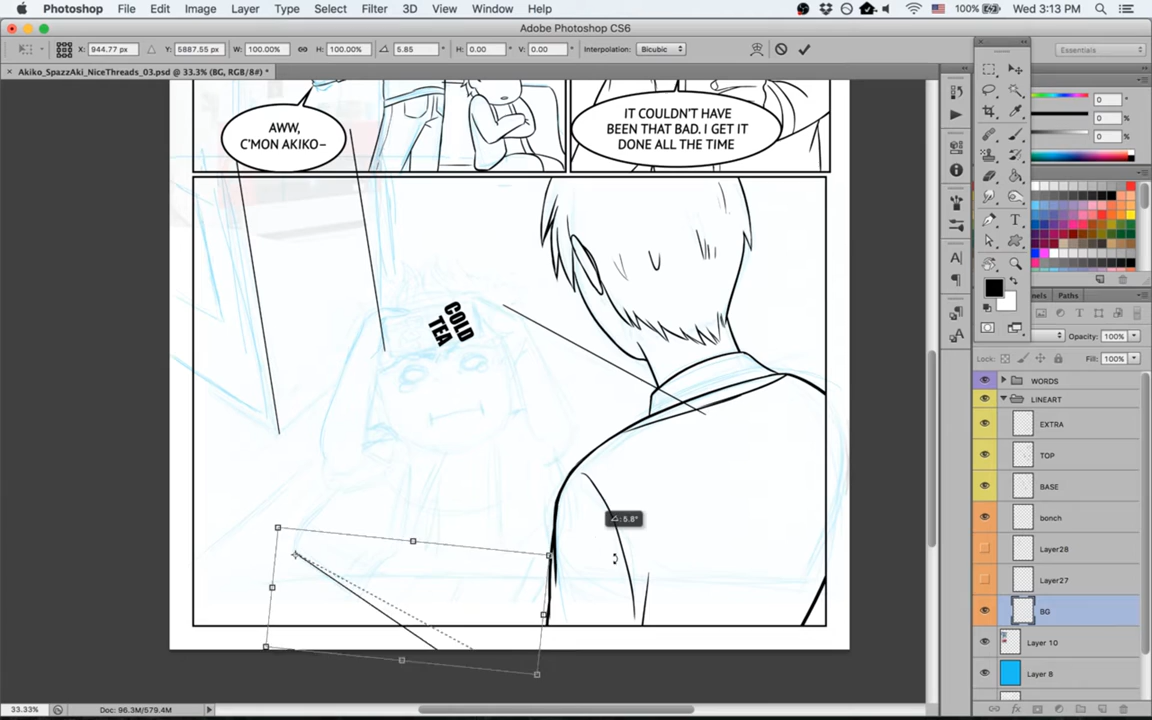 Photoshop File Edit Image Layer Type Select Filter 3D View Window Help 100% Wed 3:13 PM
Adobe Photoshop CS6
X: 944.77 px Y: 5887.55 px W: 100.00% H: 100.00% 5.85 ° H: 0.00 ° V: 0.00 ° Interpolation: Bicubic Essentials
× Akiko_SpazzAki_NiceThreads_03.psd @ 33.3% (BG, RGB/8#) *
0
0
0
AWW,
C'MON AKIKO–
IT COULDN'T HAVE
BEEN THAT BAD. I GET IT
DONE ALL THE TIME
COLD
TEA
5.8°
nels Paths
Opacity: 100%
Lock: Fill: 100%
WORDS
LINEART
EXTRA
TOP
BASE
bonch
Layer28
Layer27
BG
Layer 10
Layer 8
33.33% Doc: 96.3M/579.4M